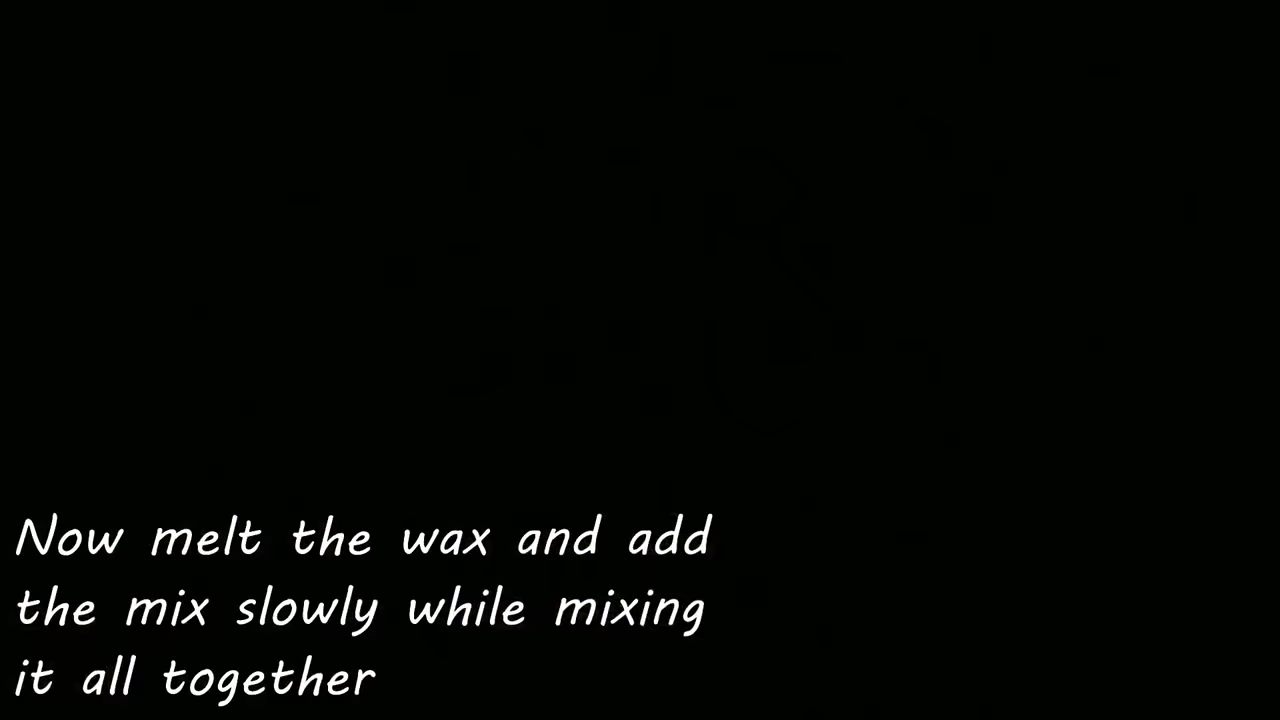 Now melt the wax and add
the mix slowly while mixing
it all together